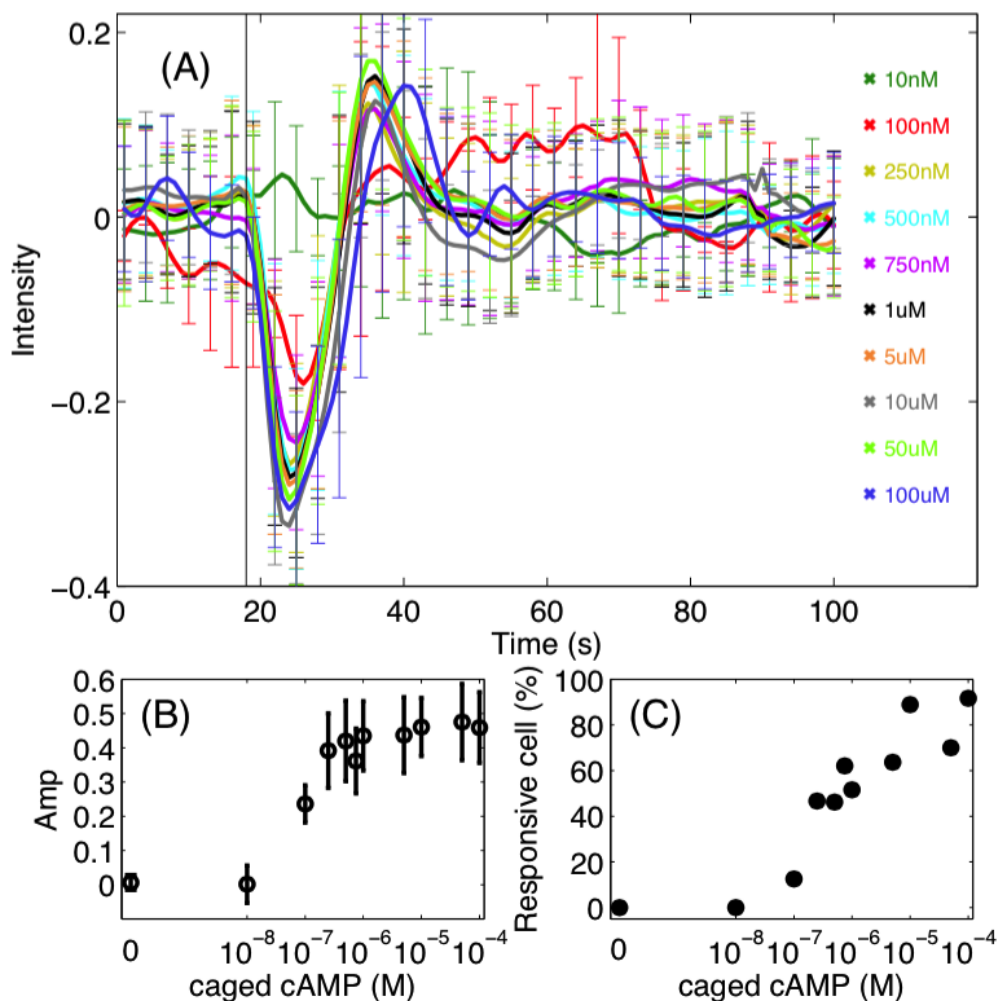 (A)
0.2
0
−0.2
−0.4
Intensity
10nM
100nM
250nM
500nM
750nM
1uM
5uM
10uM
50uM
100uM
0 20 40 60 80 100
Time (s)
(B)
0.6
0.5
0.4
0.3
0.2
0.1
0
Amp
0 10⁻⁸ 10⁻⁷ 10⁻⁶ 10⁻⁵ 10⁻⁴
caged cAMP (M)
(C)
100
80
60
40
20
0
Responsive cell (%)
0 10⁻⁸ 10⁻⁷ 10⁻⁶ 10⁻⁵ 10⁻⁴
caged cAMP (M)